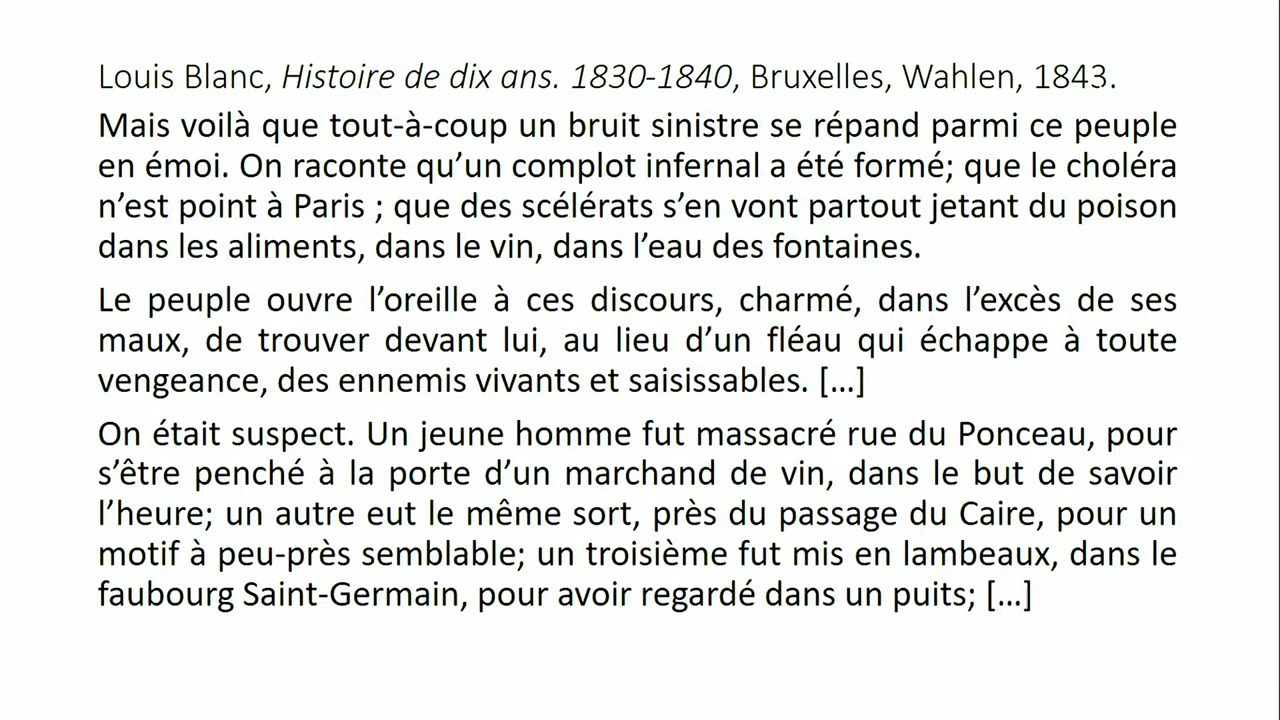 Louis Blanc, Histoire de dix ans. 1830-1840, Bruxelles, Wahlen, 1843.
Mais voilà que tout-à-coup un bruit sinistre se répand parmi ce peuple
en émoi. On raconte qu’un complot infernal a été formé; que le choléra
n’est point à Paris ; que des scélérats s’en vont partout jetant du poison
dans les aliments, dans le vin, dans l’eau des fontaines.
Le peuple ouvre l’oreille à ces discours, charmé, dans l’excès de ses
maux, de trouver devant lui, au lieu d’un fléau qui échappe à toute
vengeance, des ennemis vivants et saisissables. […]
On était suspect. Un jeune homme fut massacré rue du Ponceau, pour
s’être penché à la porte d’un marchand de vin, dans le but de savoir
l’heure; un autre eut le même sort, près du passage du Caire, pour un
motif à peu-près semblable; un troisième fut mis en lambeaux, dans le
faubourg Saint-Germain, pour avoir regardé dans un puits; […]